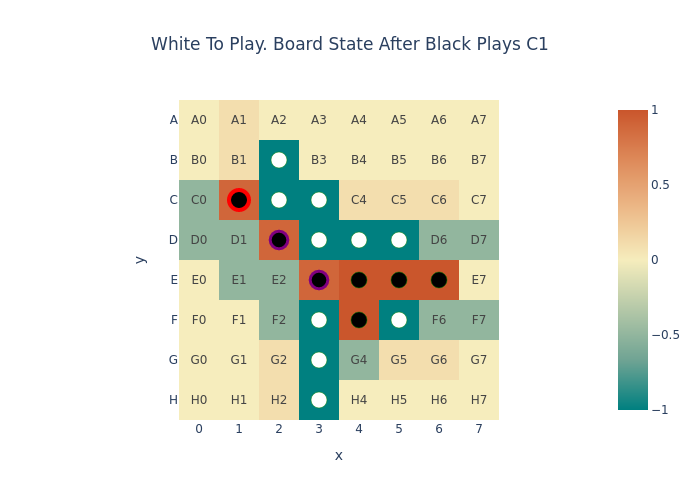 White To Play. Board State After Black Plays C1
A A0 A1 A2 A3 A4 A5 A6 A7
B B0 B1 B3 B4 B5 B6 B7
C C0 C4 C5 C6 C7
D D0 D1 D6 D7
E E0 E1 E2 E7
F F0 F1 F2 F6 F7
G G0 G1 G2 G4 G5 G6 G7
H H0 H1 H2 H4 H5 H6 H7
0 1 2 3 4 5 6 7
x
y
1
0.5
0
−0.5
−1